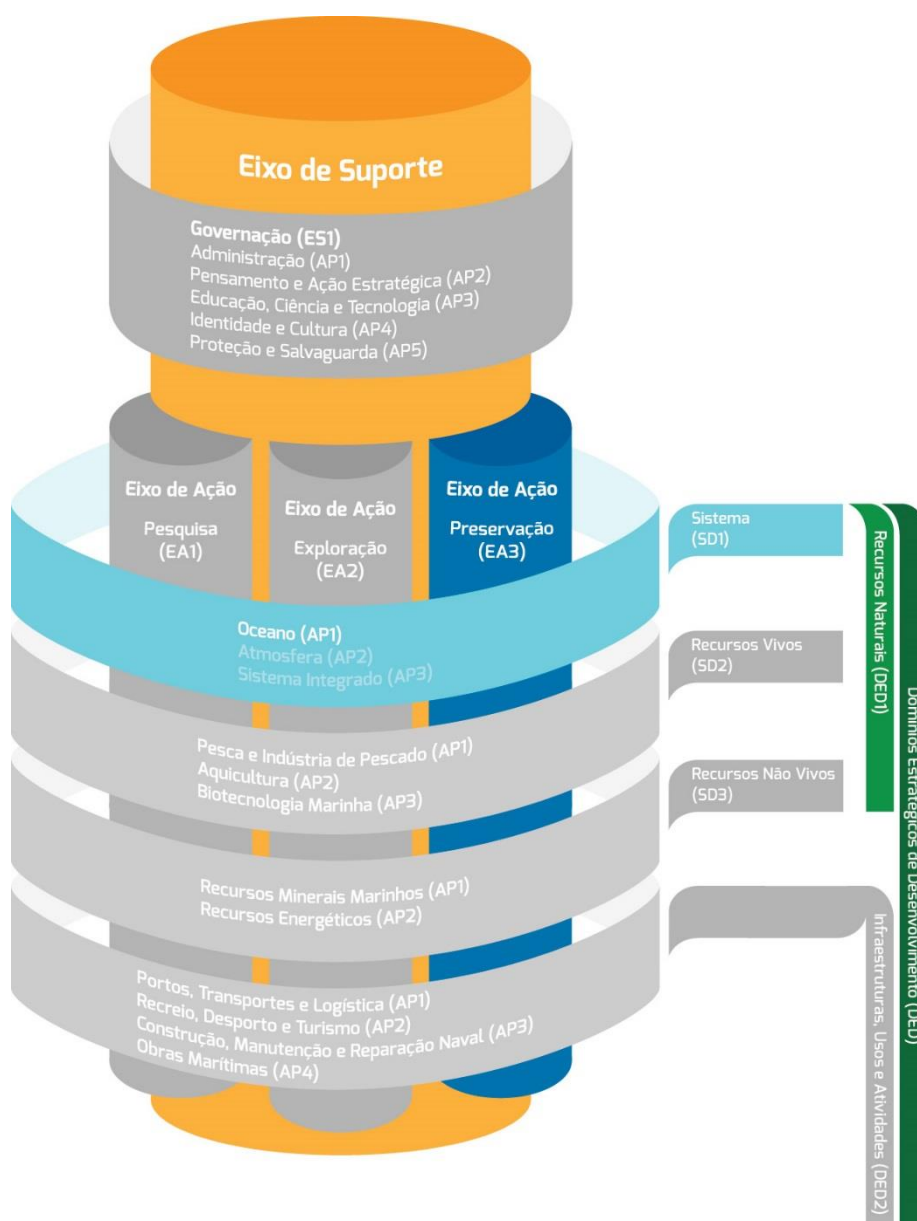 Eixo de Suporte
Governação (ES1)
Administração (AP1)
Pensamento e Ação Estratégica (AP2)
Educação, Ciência e Tecnologia (AP3)
Identidade e Cultura (AP4)
Proteção e Salvaguarda (AP5)
Eixo de Ação
Pesquisa
(EA1)
Eixo de Ação
Exploração
(EA2)
Eixo de Ação
Preservação
(EA3)
Oceano (AP1)
Atmosfera (AP2)
Sistema Integrado (AP3)
Sistema
(SD1)
Pesca e Indústria de Pescado (AP1)
Aquicultura (AP2)
Biotecnologia Marinha (AP3)
Recursos Vivos
(SD2)
Recursos Minerais Marinhos (AP1)
Recursos Energéticos (AP2)
Recursos Não Vivos
(SD3)
Portos, Transportes e Logística (AP1)
Recreio, Desporto e Turismo (AP2)
Construção, Manutenção e Reparação Naval (AP3)
Obras Marítimas (AP4)
Recursos Naturais (DED1)
Infraestruturas, Usos e Atividades (DED2)
Domínios Estratégicos de Desenvolvimento (DED)